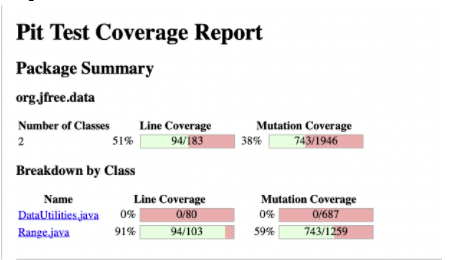 Pit Test Coverage Report
Package Summary
org.jfree.data
Number of Classes Line Coverage Mutation Coverage
2 51% 94/183 38% 743/1946
Breakdown by Class
Name Line Coverage Mutation Coverage
DataUtilities.java 0% 0/80 0% 0/687
Range.java 91% 94/103 59% 743/1259